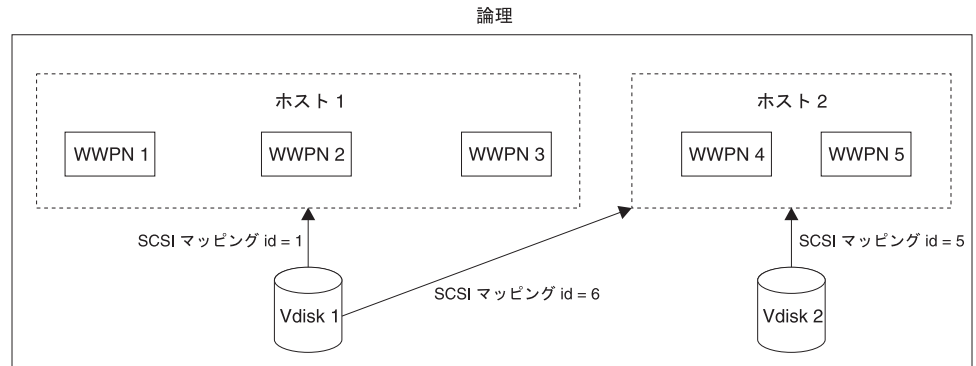 論理
ホスト 1
ホスト 2
WWPN 1
WWPN 2
WWPN 3
WWPN 4
WWPN 5
SCSI マッピング id = 1
SCSI マッピング id = 5
SCSI マッピング id = 6
Vdisk 1
Vdisk 2